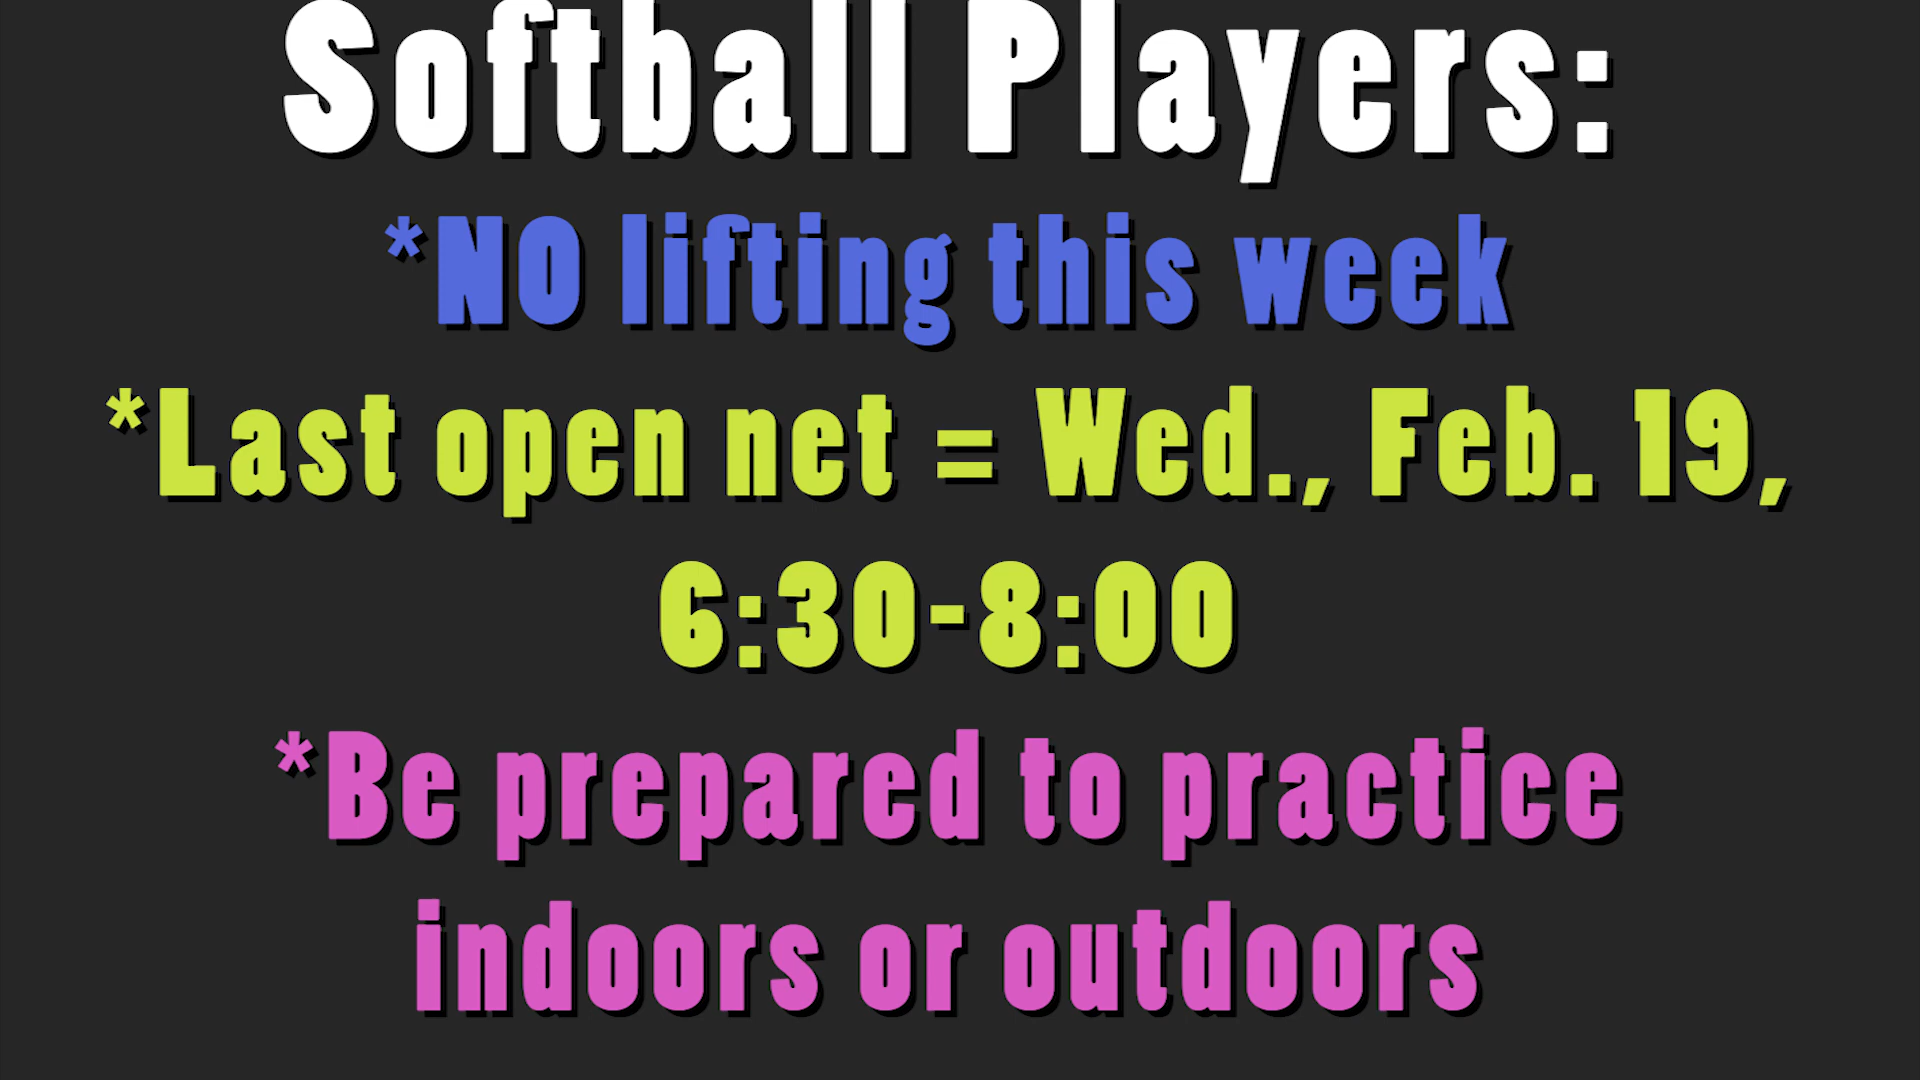 Softball Players:
*NO lifting this week
*Last open net = Wed., Feb. 19,
6:30-8:00
*Be prepared to practice
indoors or outdoors